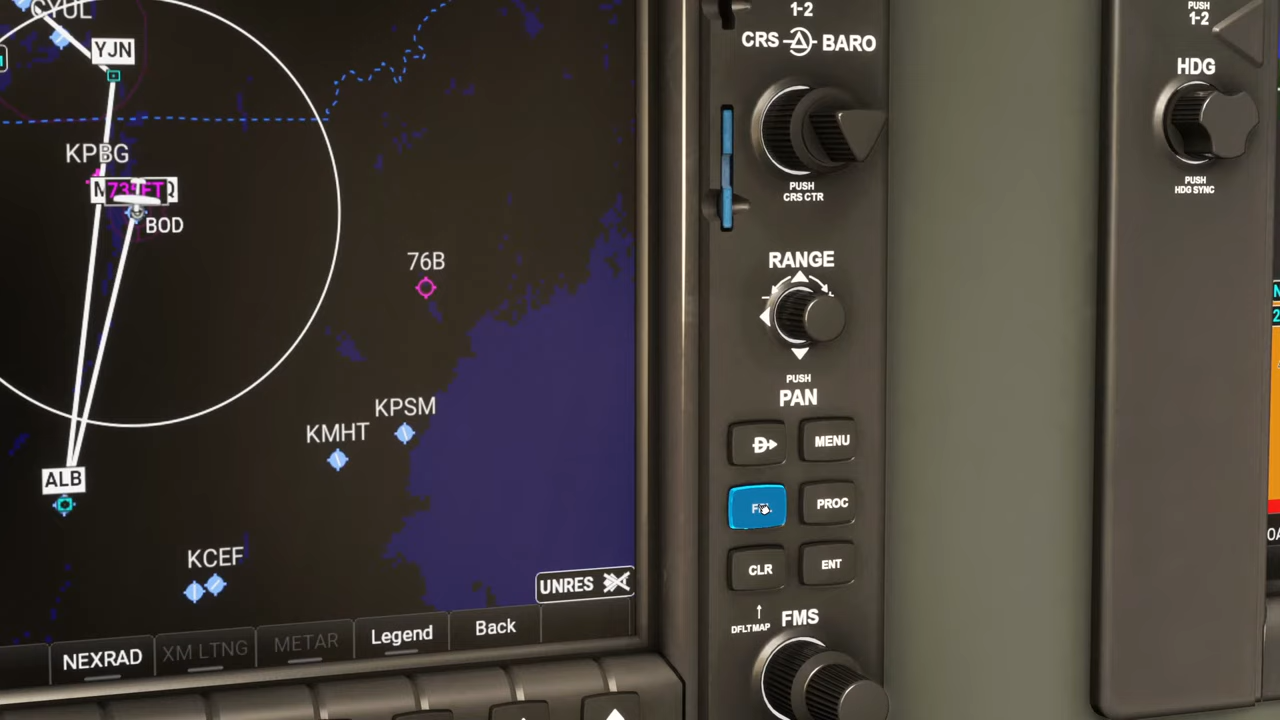 CYUL
YJN
KPBG
BOD
76B
KPSM
KMHT
ALB
KCEF
UNRES
NEXRAD
XM LTNG
METAR
Legend
Back
1-2
CRS
BARO
PUSH
CRS CTR
RANGE
PUSH
PAN
MENU
PROC
CLR
ENT
DFLT MAP
FMS
PUSH
1-2
HDG
PUSH
HDG SYNC